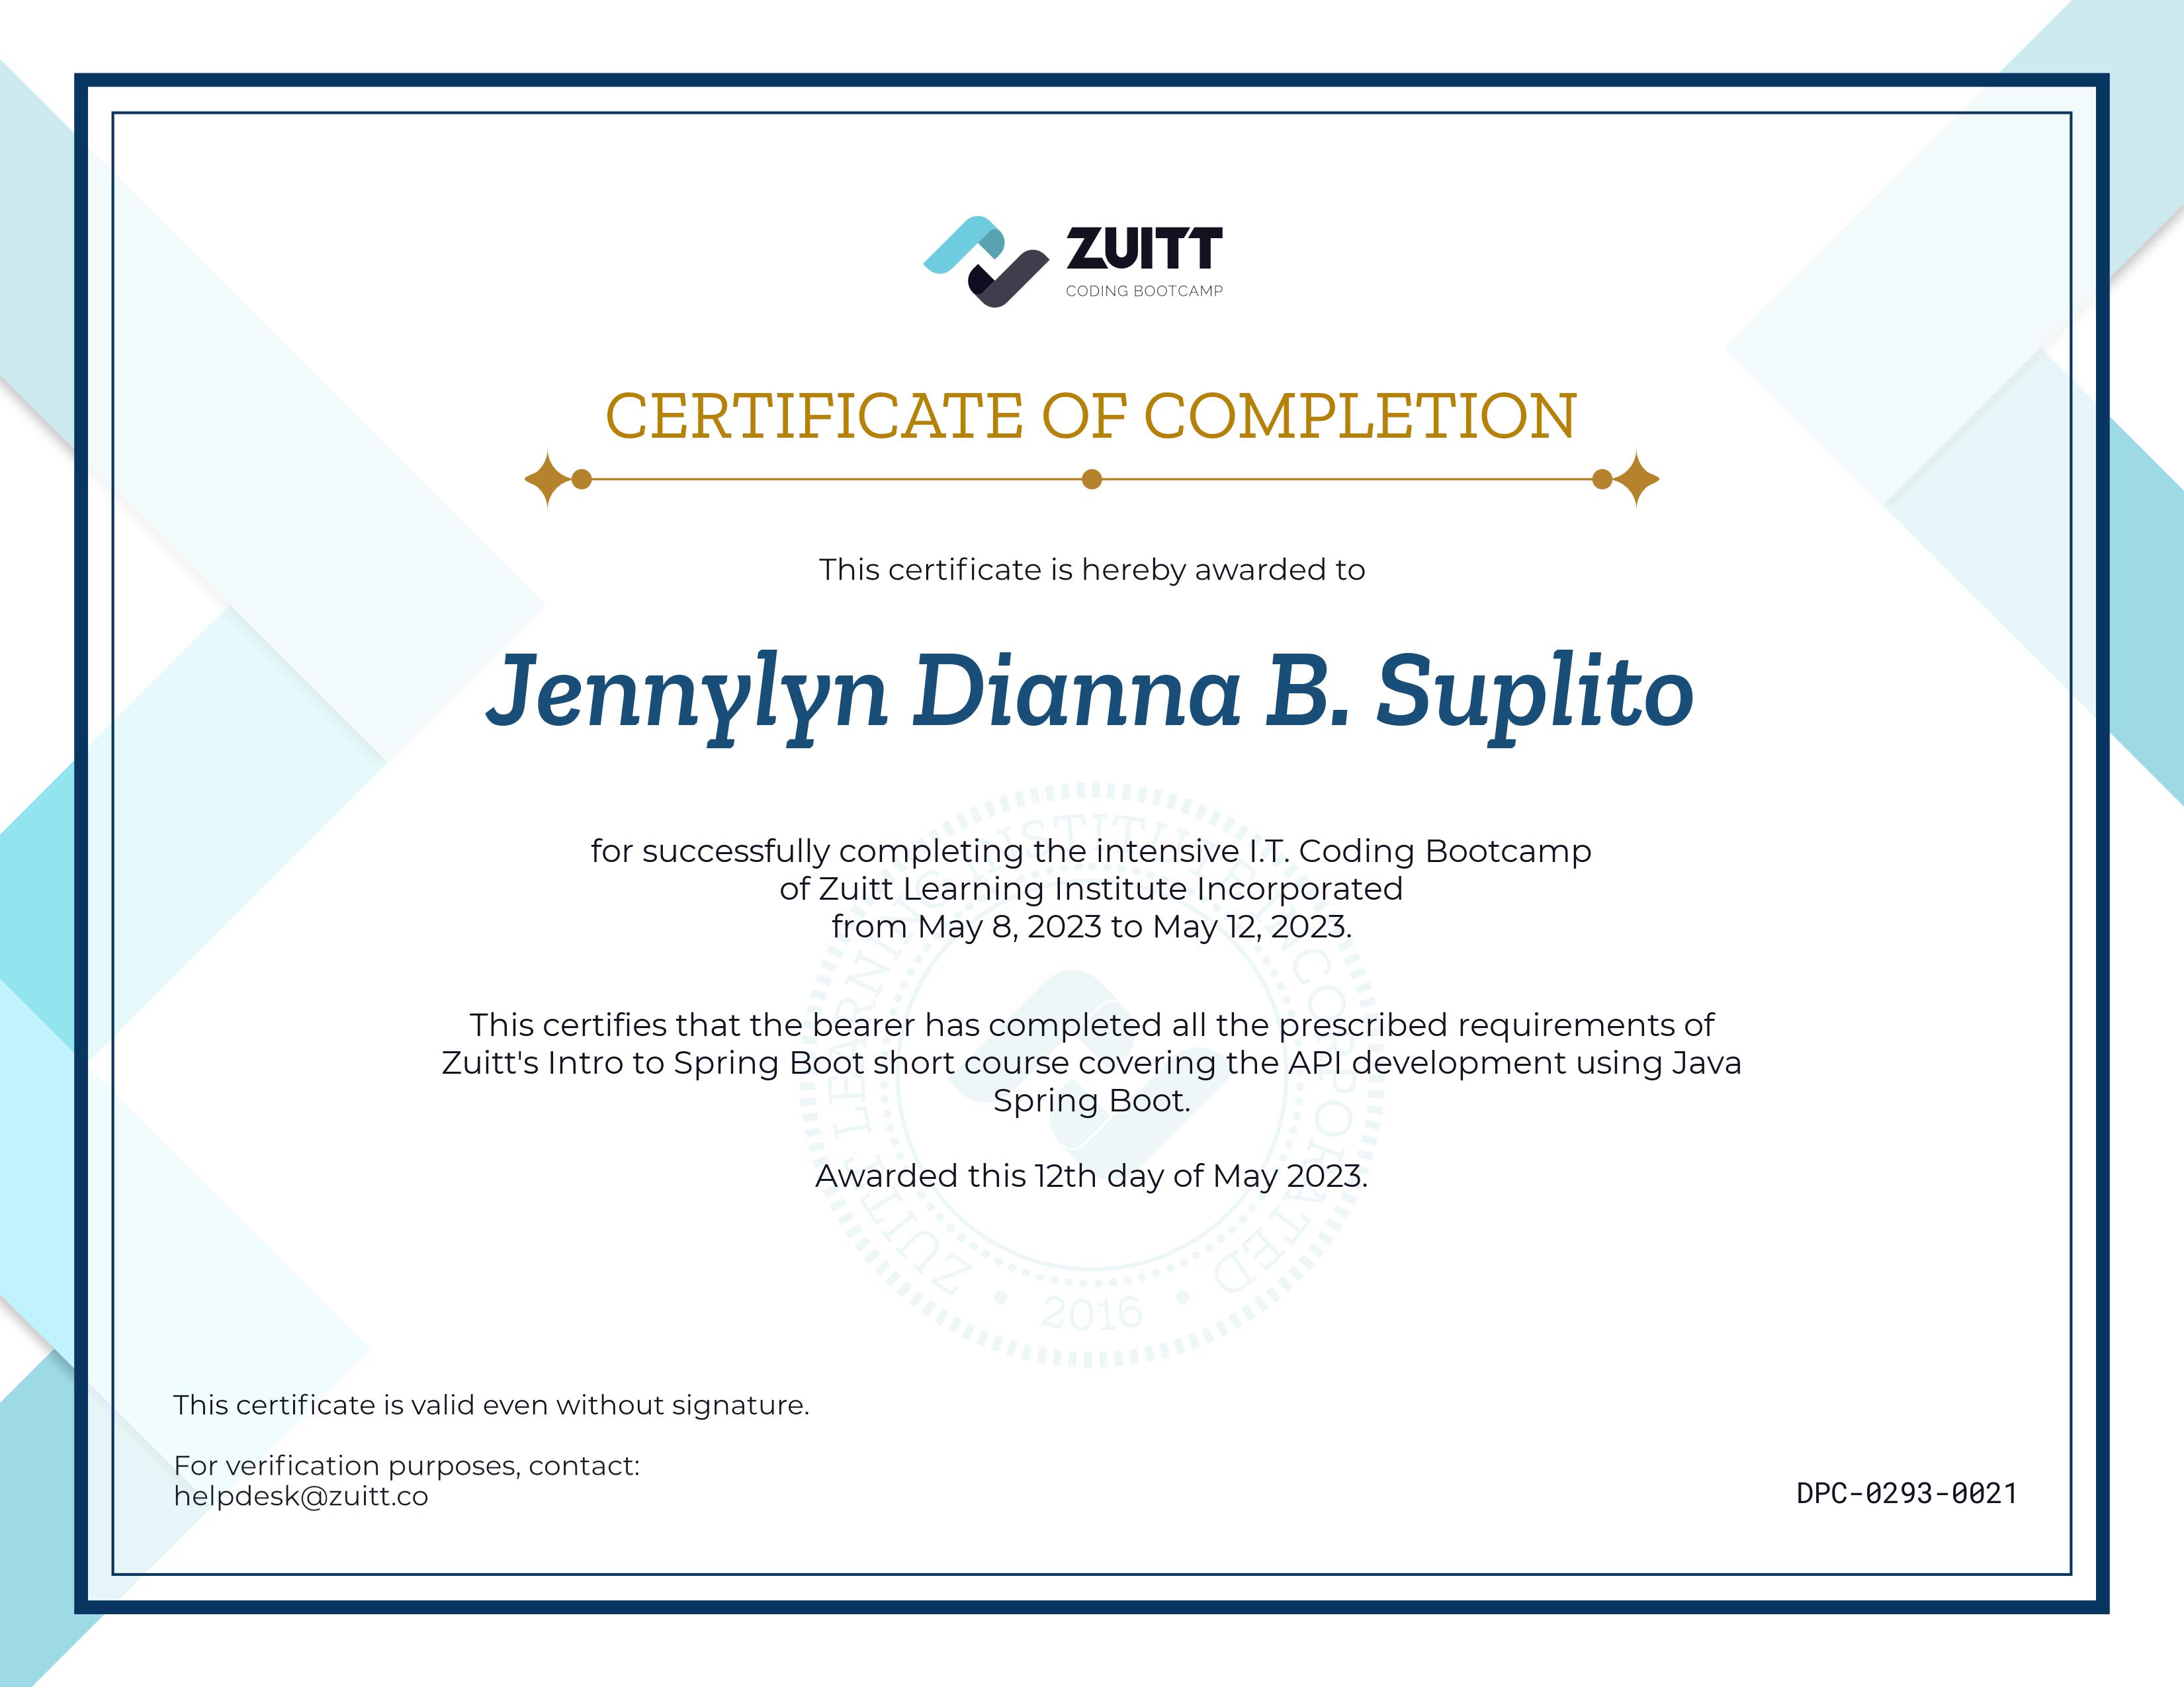 ZUITT
CODING BOOTCAMP
CERTIFICATE OF COMPLETION
This certificate is hereby awarded to
Jennylyn Dianna B. Suplito
for successfully completing the intensive I.T. Coding Bootcamp
of Zuitt Learning Institute Incorporated
from May 8, 2023 to May 12, 2023.
This certifies that the bearer has completed all the prescribed requirements of
Zuitt's Intro to Spring Boot short course covering the API development using Java
Spring Boot.
Awarded this 12th day of May 2023.
ZUITT LEARNING INSTITUTE INCORPORATED
• 2016 •
This certificate is valid even without signature.
For verification purposes, contact:
helpdesk@zuitt.co
DPC-0293-0021